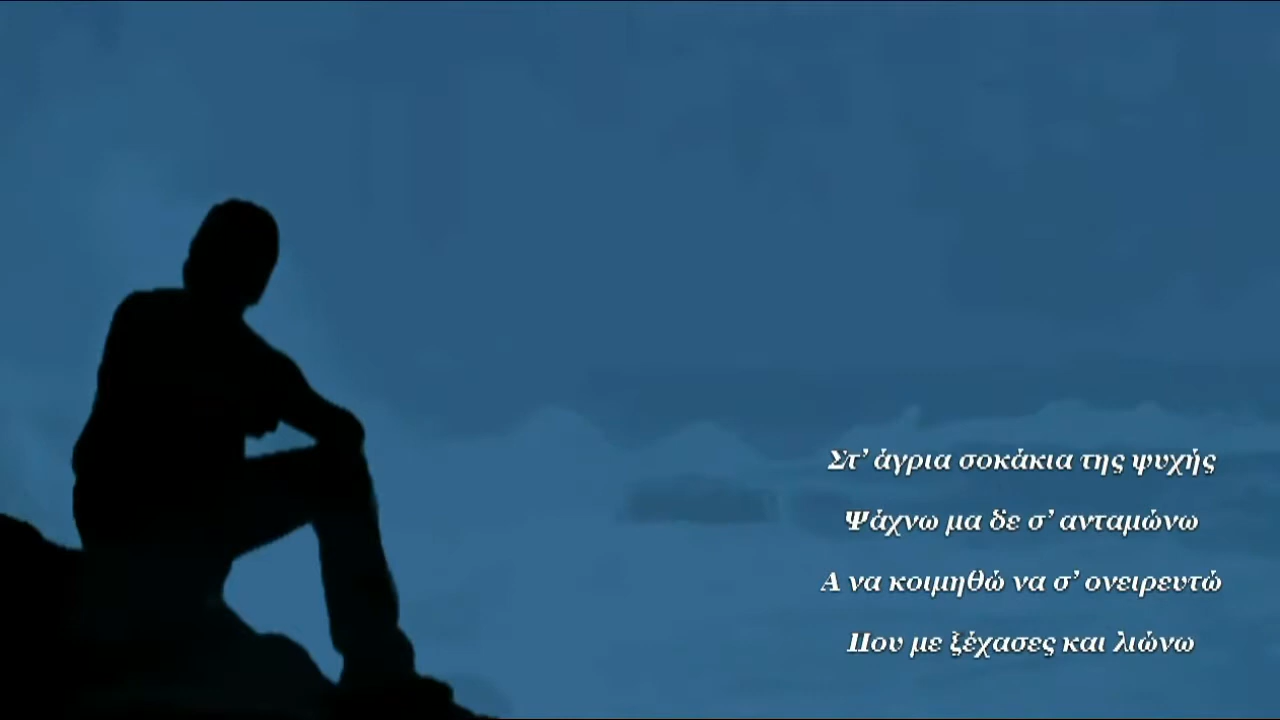 Στ' άγρια σοκάκια της ψυχής
Ψάχνω μα δε σ' ανταμώνω
Α να κοιμηθώ να σ' ονειρευτώ
Που με ξέχασες και λιώνω